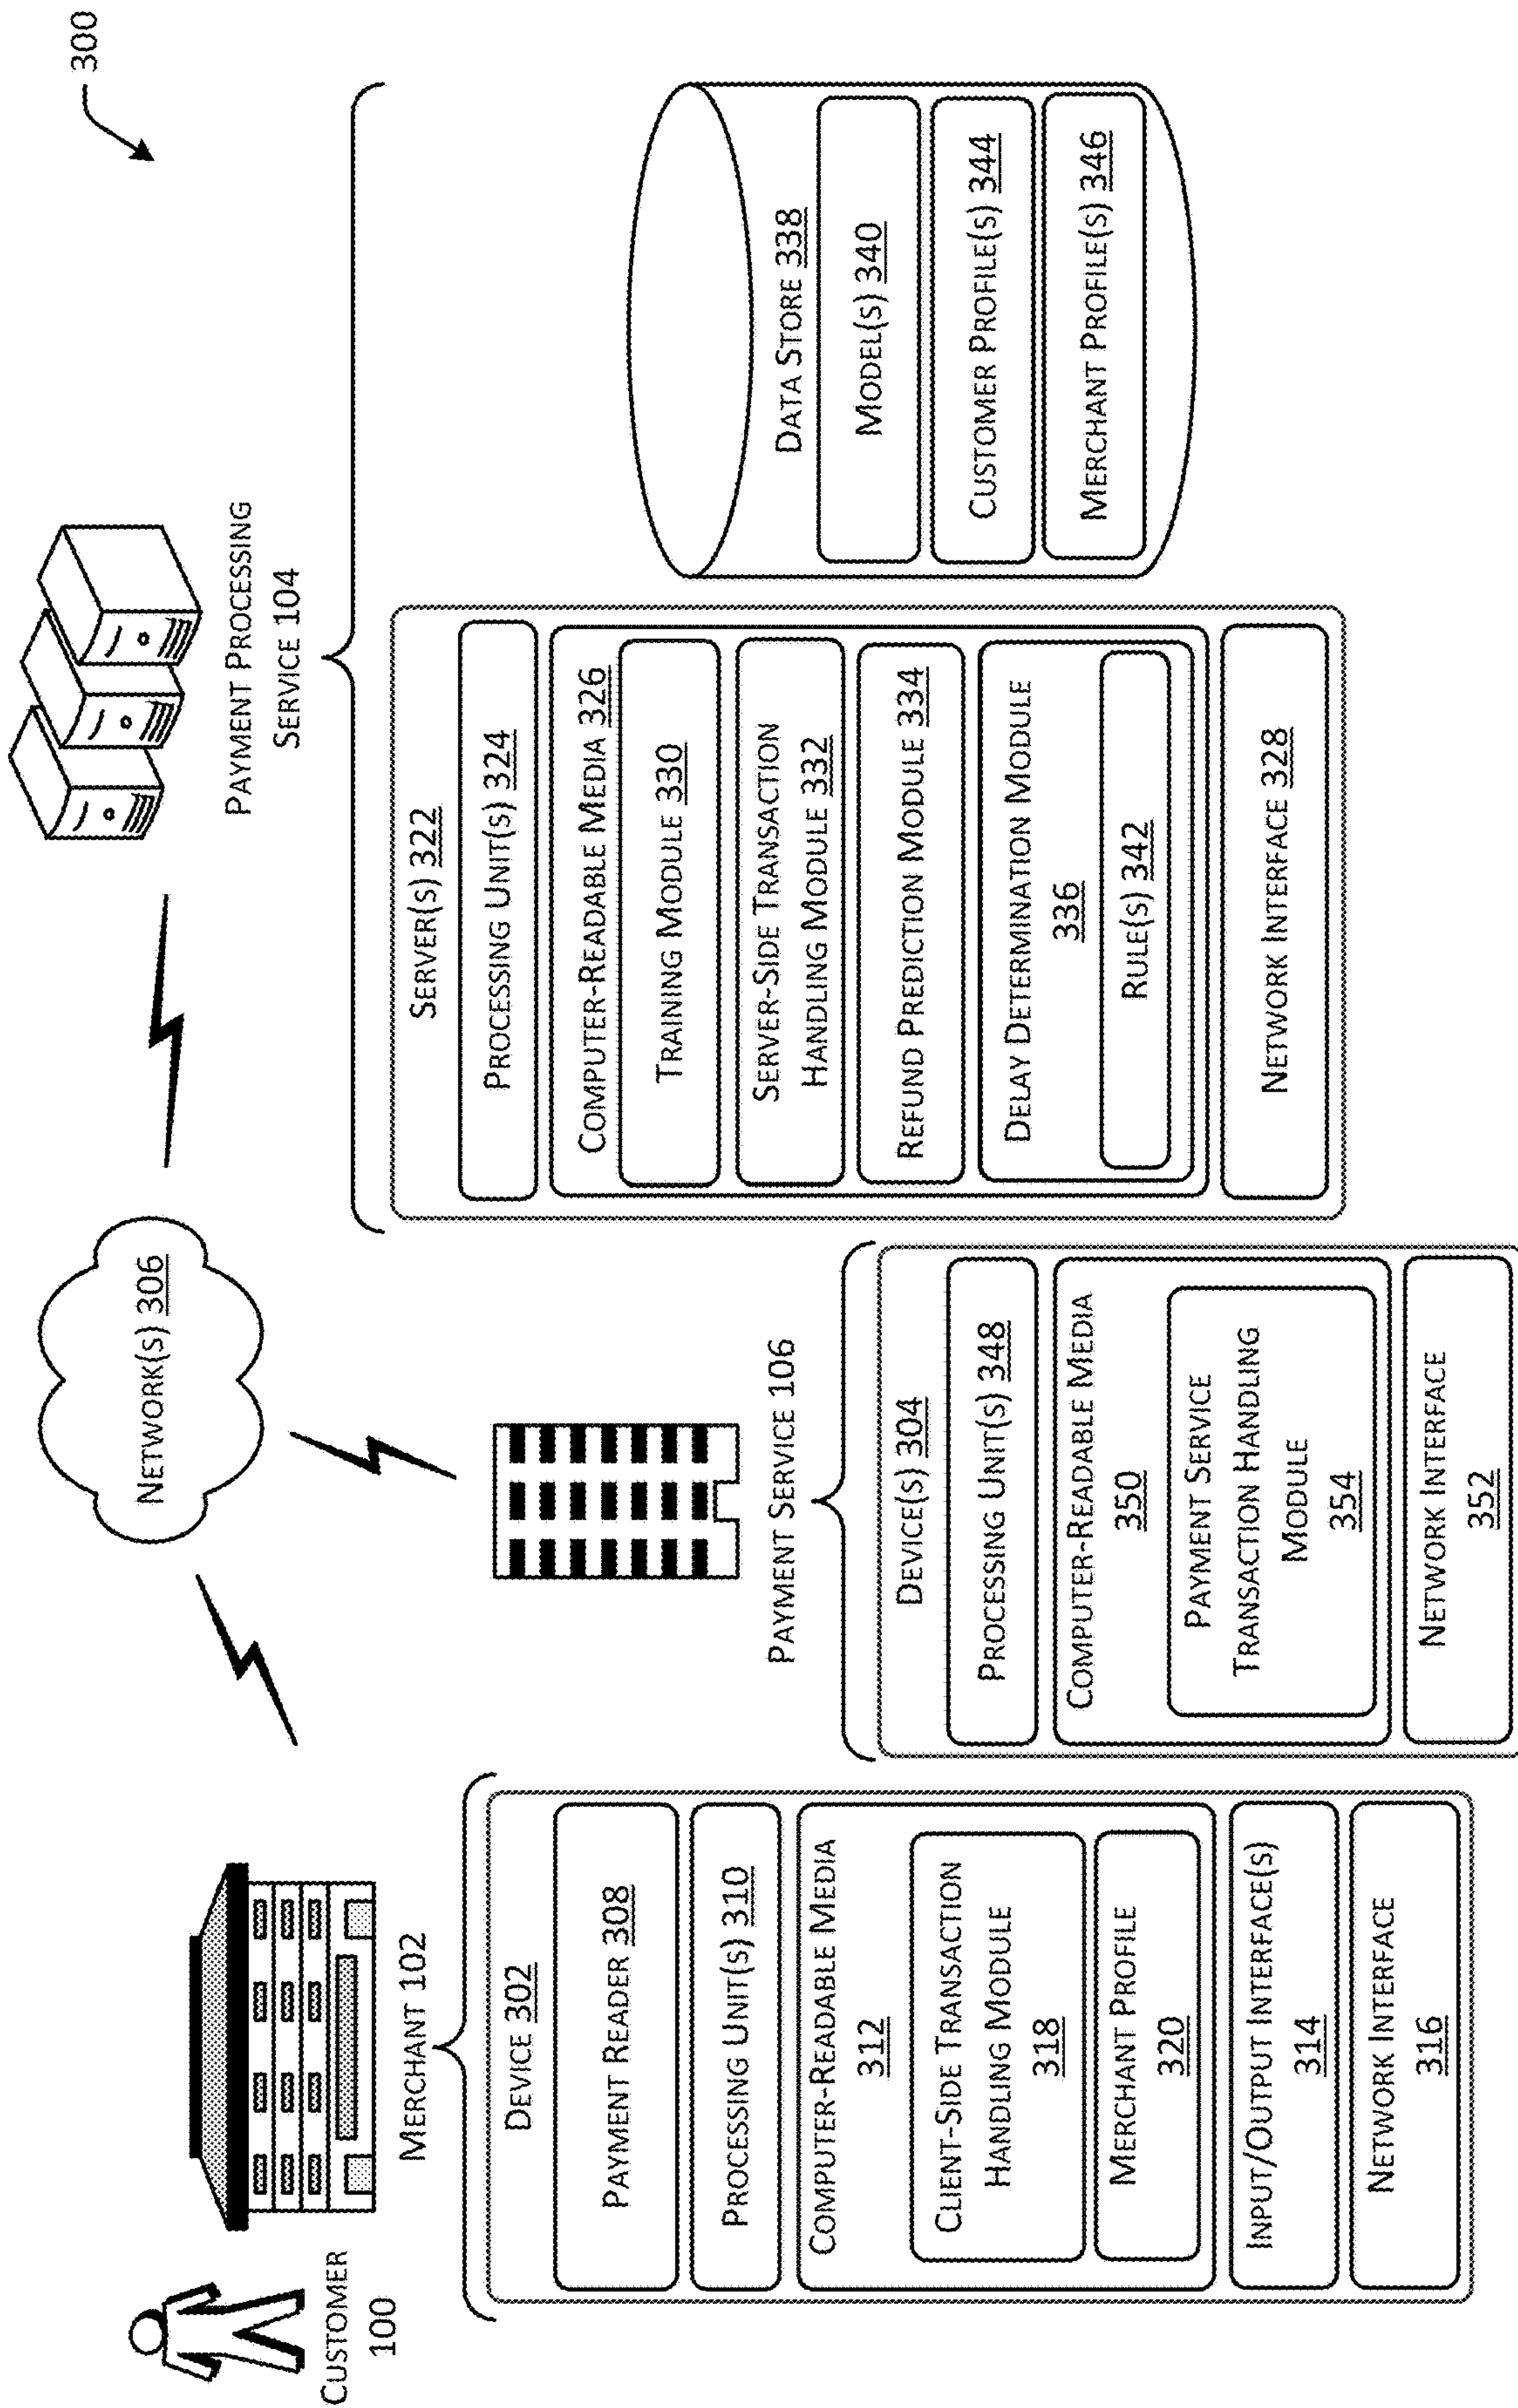 300
NETWORK(S) 306
CUSTOMER
100
MERCHANT 102
DEVICE 302
PAYMENT READER 308
PROCESSING UNIT(S) 310
COMPUTER-READABLE MEDIA
312
CLIENT-SIDE TRANSACTION
HANDLING MODULE
318
MERCHANT PROFILE
320
INPUT/OUTPUT INTERFACE(S)
314
NETWORK INTERFACE
316
PAYMENT SERVICE 106
DEVICE(S) 304
PROCESSING UNIT(S) 348
COMPUTER-READABLE MEDIA
350
PAYMENT SERVICE
TRANSACTION HANDLING
MODULE
354
NETWORK INTERFACE
352
PAYMENT PROCESSING
SERVICE 104
SERVER(S) 322
PROCESSING UNIT(S) 324
COMPUTER-READABLE MEDIA 326
TRAINING MODULE 330
SERVER-SIDE TRANSACTION
HANDLING MODULE 332
REFUND PREDICTION MODULE 334
DELAY DETERMINATION MODULE
336
RULE(S) 342
NETWORK INTERFACE 328
DATA STORE 338
MODEL(S) 340
CUSTOMER PROFILE(S) 344
MERCHANT PROFILE(S) 346